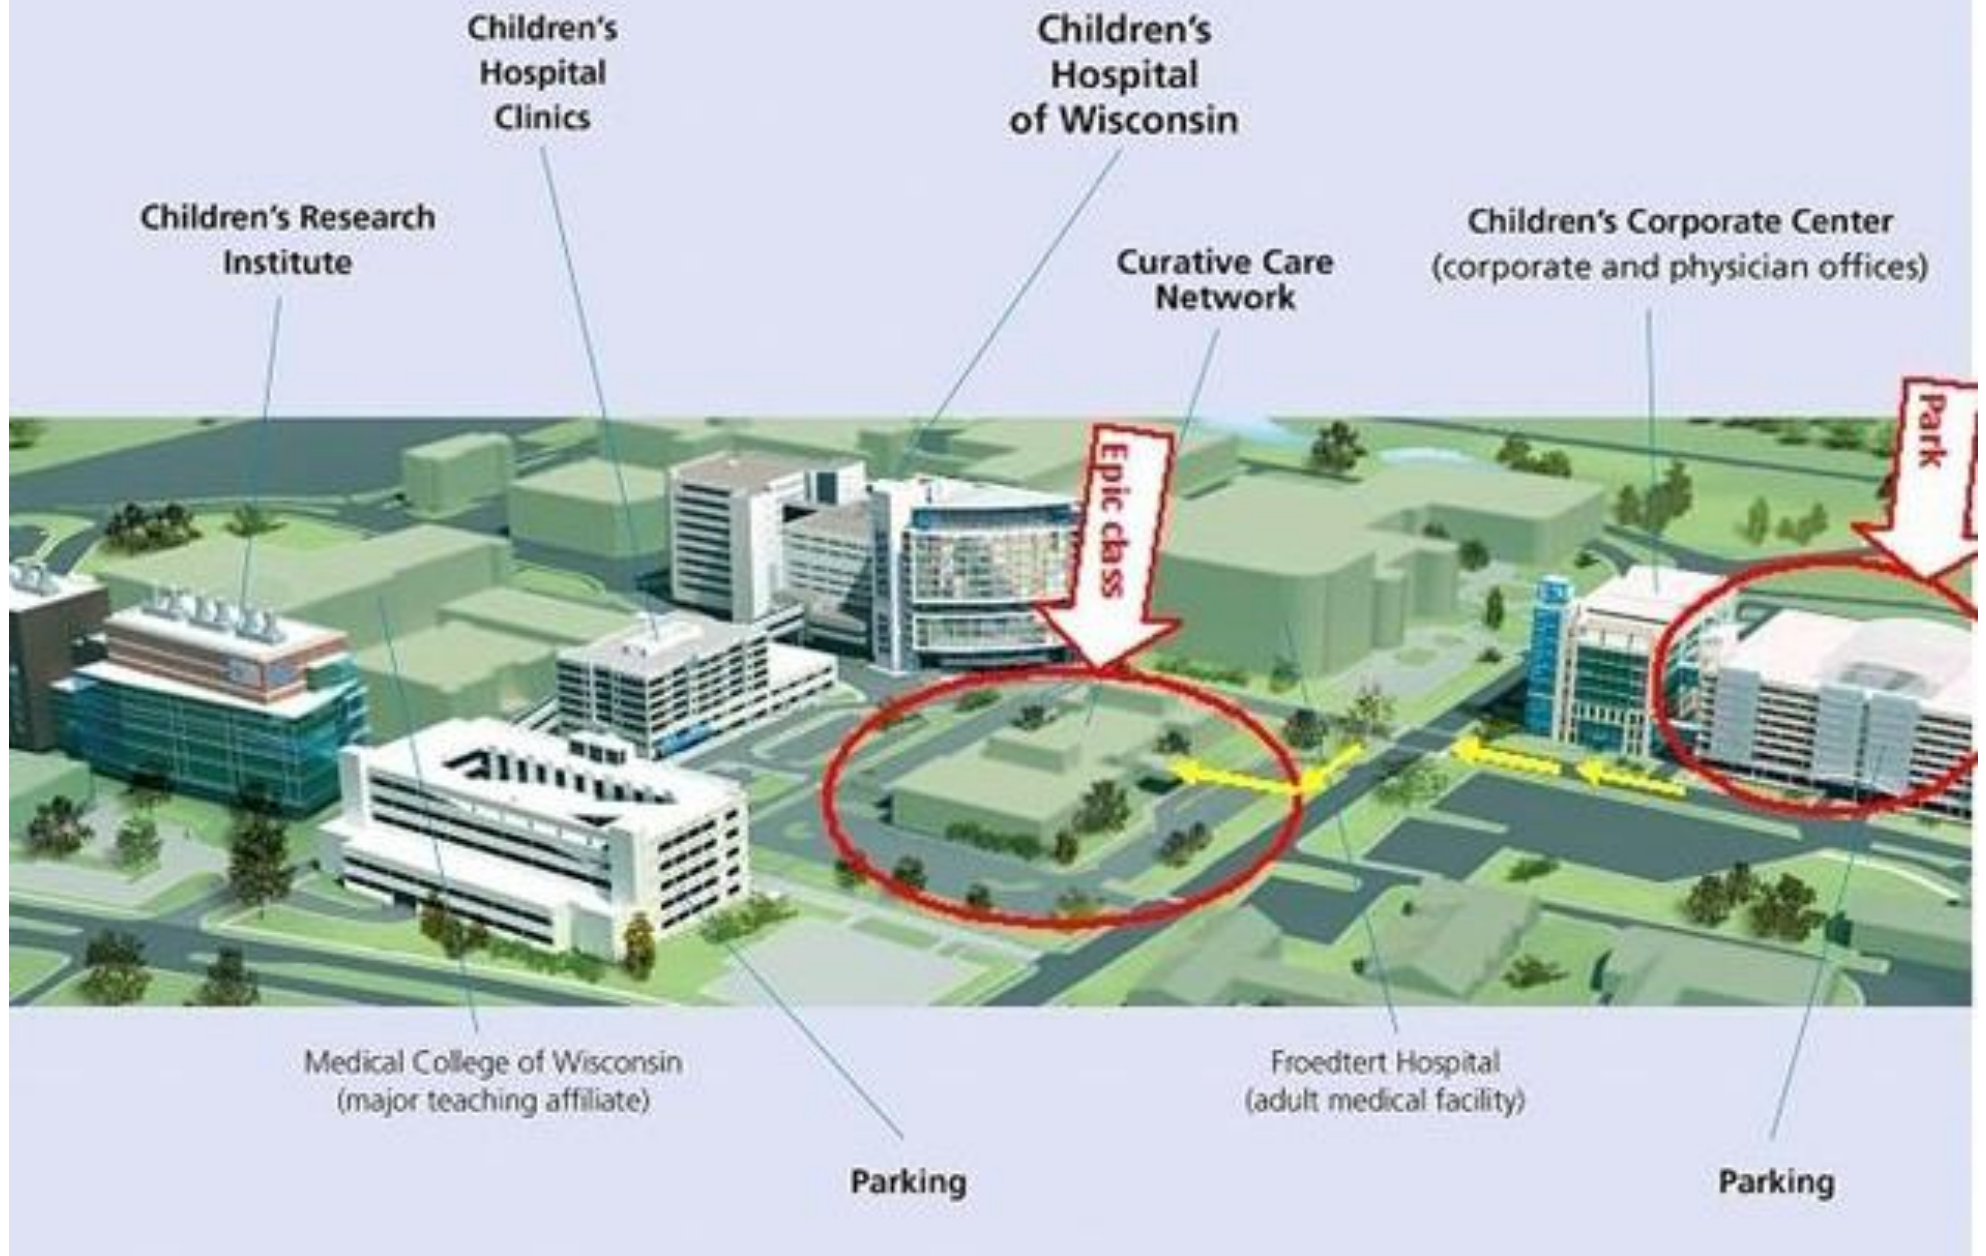 Children's
Hospital
Clinics
Children's
Hospital
of Wisconsin
Children's Research
Institute
Curative Care
Network
Children's Corporate Center
(corporate and physician offices)
Park
Epic class
Medical College of Wisconsin
(major teaching affiliate)
Froedtert Hospital
(adult medical facility)
Parking
Parking